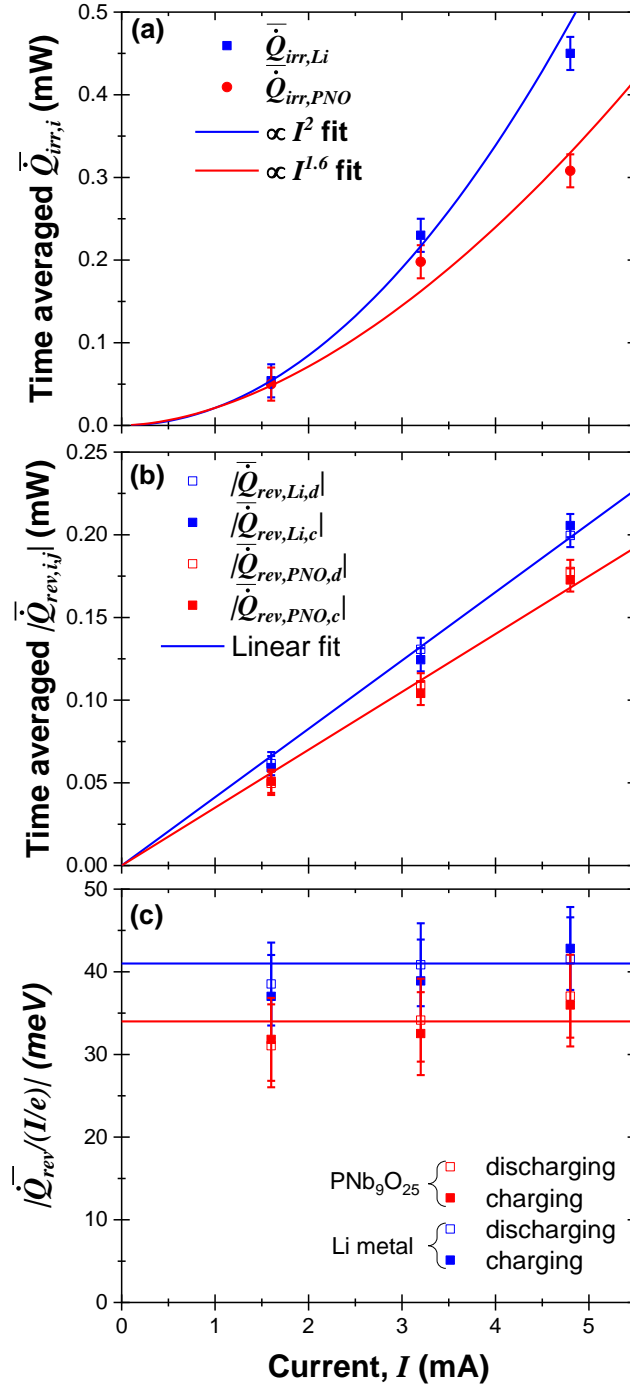 (a)
Time averaged Q̇̅irr,i (mW)
0.5
0.4
0.3
0.2
0.1
0.0
Q̇̅irr,Li
Q̇̅irr,PNO
∝ I² fit
∝ I¹·⁶ fit
(b)
Time averaged |Q̇̅rev,i,j| (mW)
0.25
0.20
0.15
0.10
0.05
0.00
|Q̇̅rev,Li,d|
|Q̇̅rev,Li,c|
|Q̇̅rev,PNO,d|
|Q̇̅rev,PNO,c|
Linear fit
(c)
|Q̇̅rev/(I/e)| (meV)
50
40
30
20
10
0
PNb₉O₂₅ { discharging
charging
Li metal { discharging
charging
0 1 2 3 4 5
Current, I (mA)